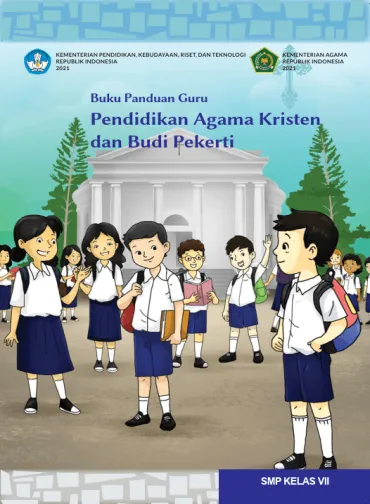 KEMENTERIAN PENDIDIKAN, KEBUDAYAAN, RISET, DAN TEKNOLOGI
REPUBLIK INDONESIA
2021
KEMENTERIAN AGAMA
REPUBLIK INDONESIA
2021
Buku Panduan Guru
Pendidikan Agama Kristen
dan Budi Pekerti
SMP KELAS VII